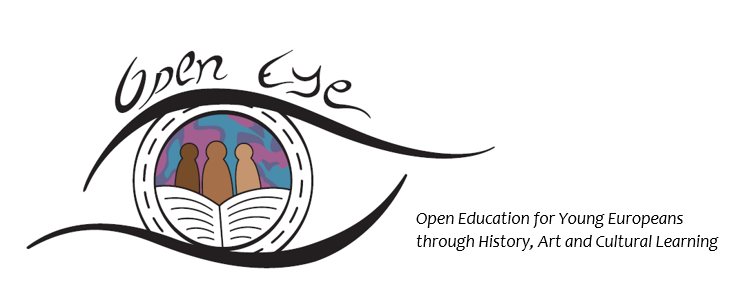 Open Eye
Open Education for Young Europeans
through History, Art and Cultural Learning